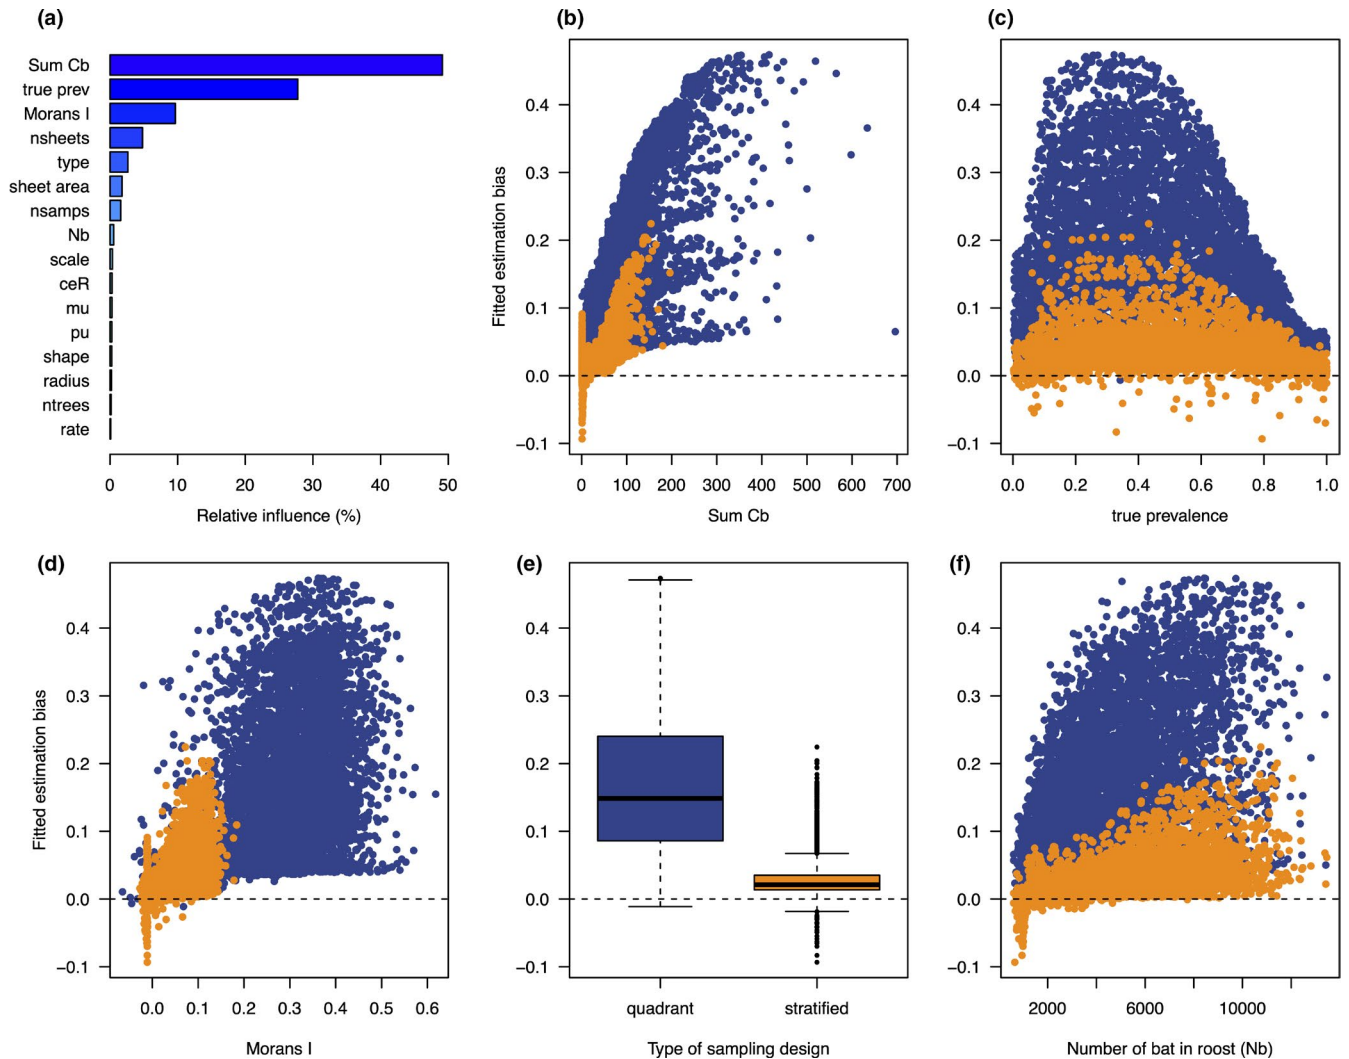 (a)
Sum Cb
true prev
Morans I
nsheets
type
sheet area
nsamps
Nb
scale
ceR
mu
pu
shape
radius
ntrees
rate
0 10 20 30 40 50
Relative influence (%)
(b)
Fitted estimation bias
0.4
0.3
0.2
0.1
0.0
−0.1
0 100 200 300 400 500 600 700
Sum Cb
(c)
0.4
0.3
0.2
0.1
0.0
−0.1
0.0 0.2 0.4 0.6 0.8 1.0
true prevalence
(d)
Fitted estimation bias
0.4
0.3
0.2
0.1
0.0
−0.1
0.0 0.1 0.2 0.3 0.4 0.5 0.6
Morans I
(e)
0.4
0.3
0.2
0.1
0.0
−0.1
quadrant stratified
Type of sampling design
(f)
0.4
0.3
0.2
0.1
0.0
−0.1
2000 6000 10000
Number of bat in roost (Nb)